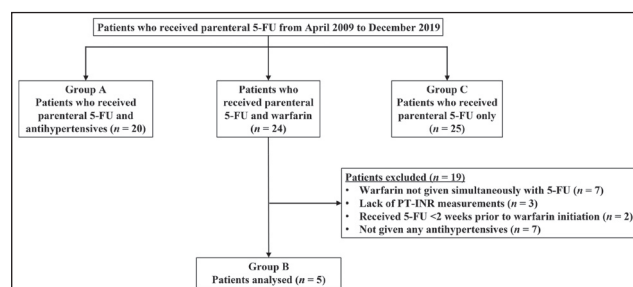 Patients who received parenteral 5-FU from April 2009 to December 2019
Group A
Patients who received
parenteral 5-FU and
antihypertensives (n = 20)
Patients who
received parenteral
5-FU and warfarin
(n = 24)
Group C
Patients who received
parenteral 5-FU only
(n = 25)
Patients excluded (n = 19)
• Warfarin not given simultaneously with 5-FU (n = 7)
• Lack of PT-INR measurements (n = 3)
• Received 5-FU <2 weeks prior to warfarin initiation (n = 2)
• Not given any antihypertensives (n = 7)
Group B
Patients analysed (n = 5)